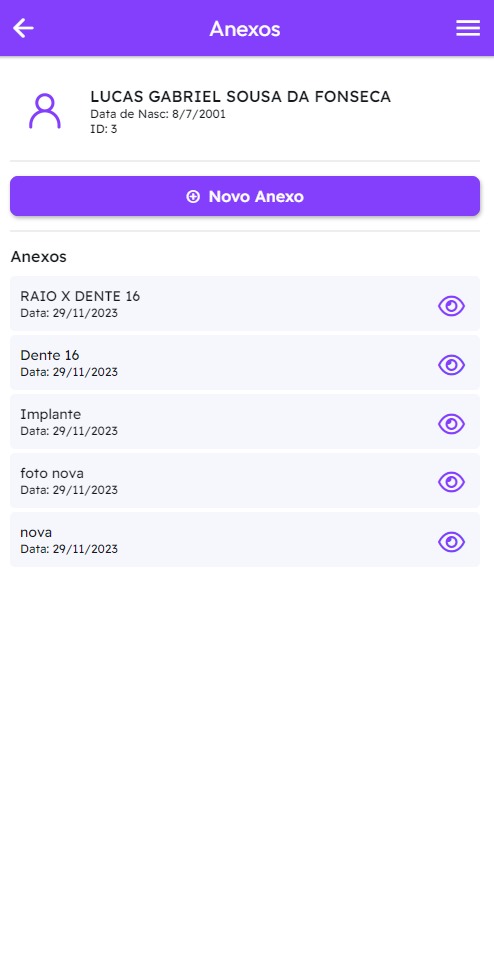 Anexos
LUCAS GABRIEL SOUSA DA FONSECA
Data de Nasc: 8/7/2001
ID: 3
Novo Anexo
Anexos
RAIO X DENTE 16
Data: 29/11/2023
Dente 16
Data: 29/11/2023
Implante
Data: 29/11/2023
foto nova
Data: 29/11/2023
nova
Data: 29/11/2023